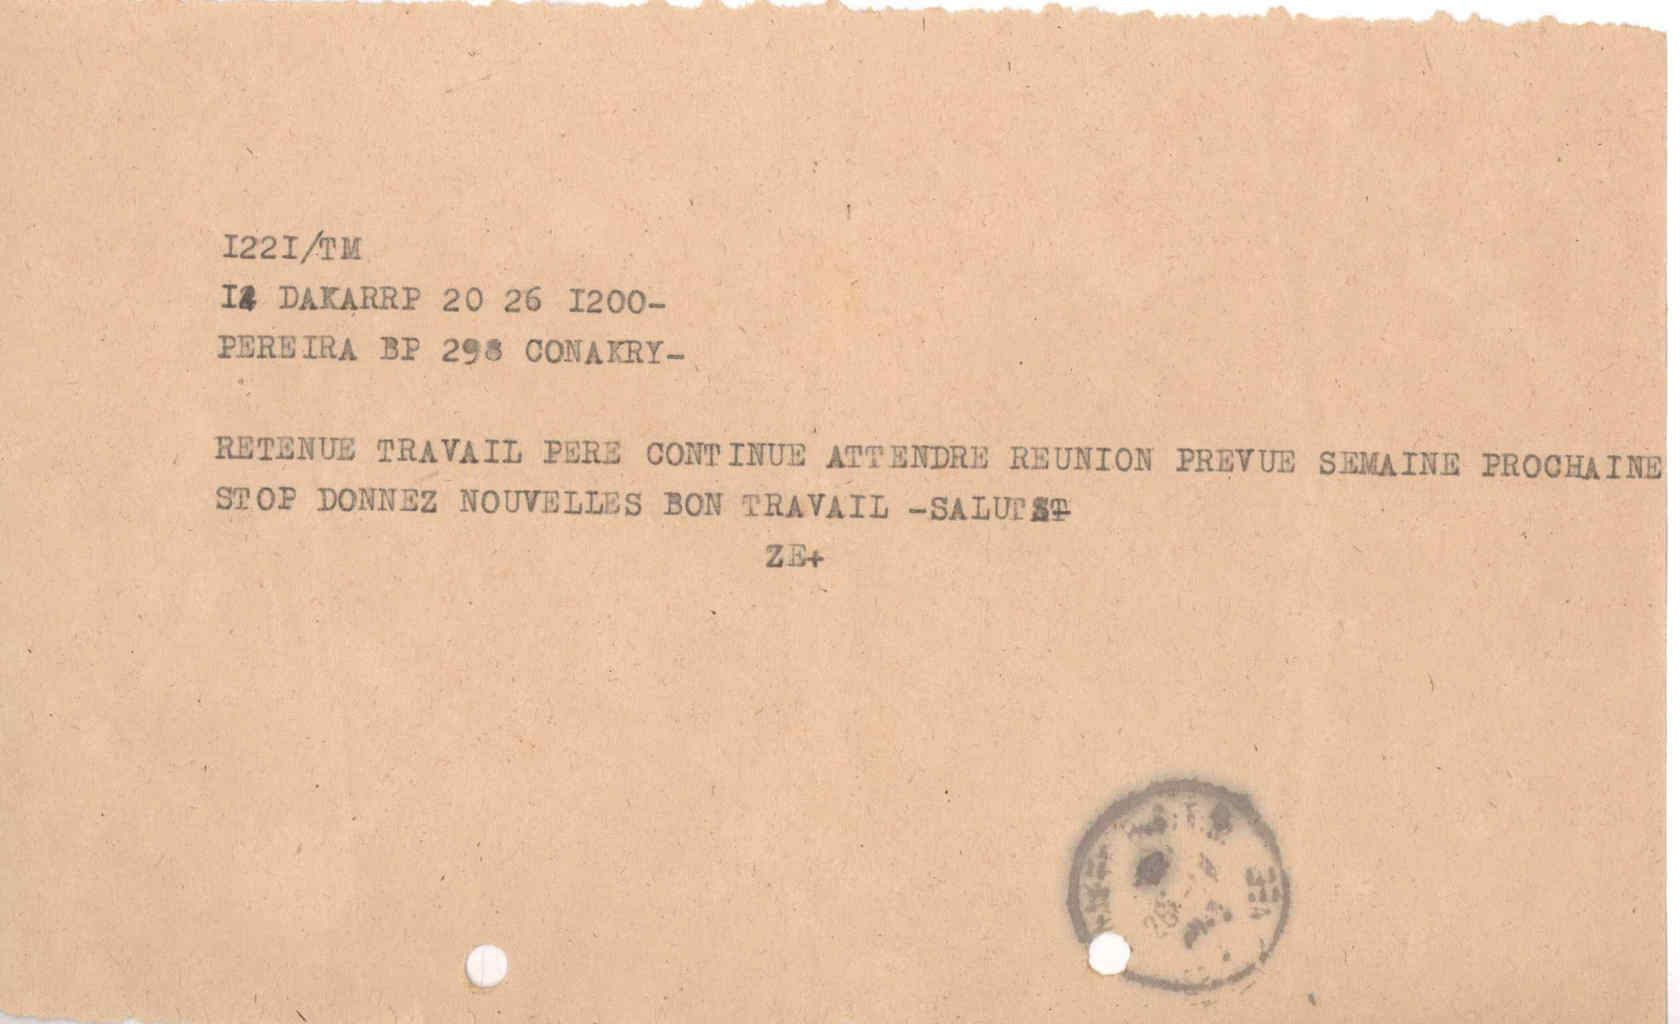 I22I/TM
I4 DAKARRP 20 26 I200-
PEREIRA BP 298 CONAKRY-
RETENUE TRAVAIL PERE CONTINUE ATTENDRE REUNION PREVUE SEMAINE PROCHAINE
STOP DONNEZ NOUVELLES BON TRAVAIL -SALUT
ZE+